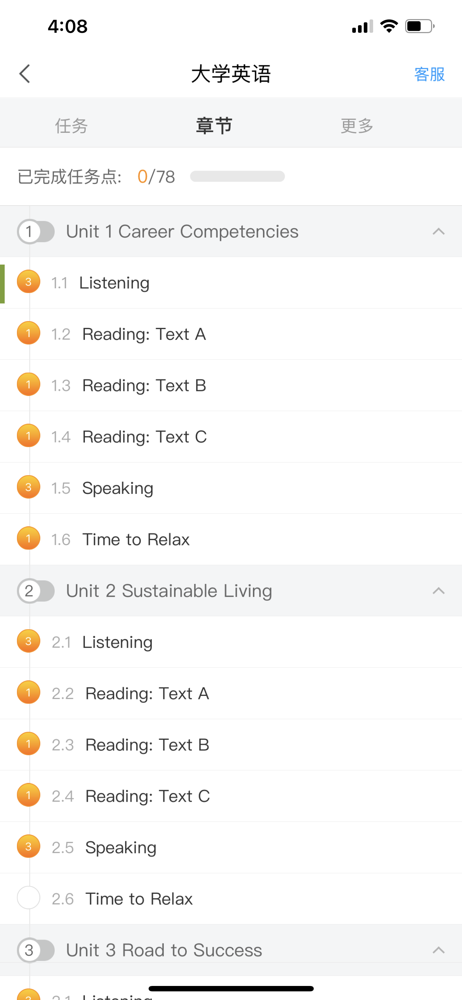 4:08
大学英语
客服
任务 章节 更多
已完成任务点: 0/78
1 Unit 1 Career Competencies
3 1.1 Listening
1 1.2 Reading: Text A
1 1.3 Reading: Text B
1 1.4 Reading: Text C
3 1.5 Speaking
1 1.6 Time to Relax
2 Unit 2 Sustainable Living
3 2.1 Listening
1 2.2 Reading: Text A
1 2.3 Reading: Text B
1 2.4 Reading: Text C
3 2.5 Speaking
2.6 Time to Relax
3 Unit 3 Road to Success
3 3.1 Listening